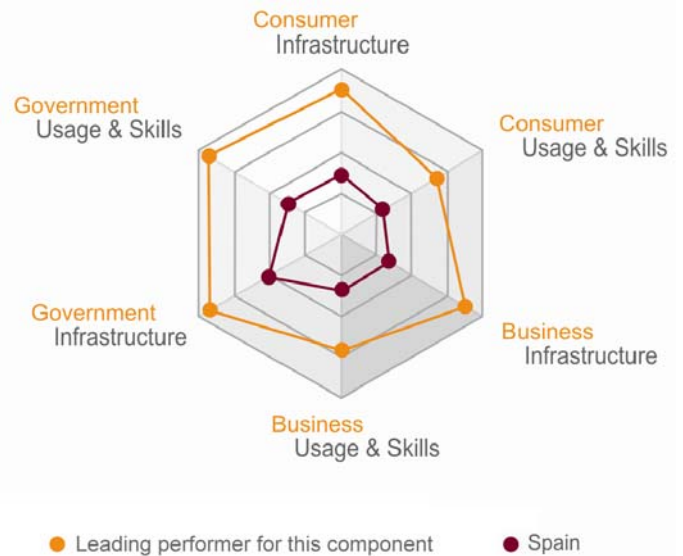 Consumer
Infrastructure
Government
Usage & Skills
Consumer
Usage & Skills
Government
Infrastructure
Business
Infrastructure
Business
Usage & Skills
Leading performer for this component
Spain